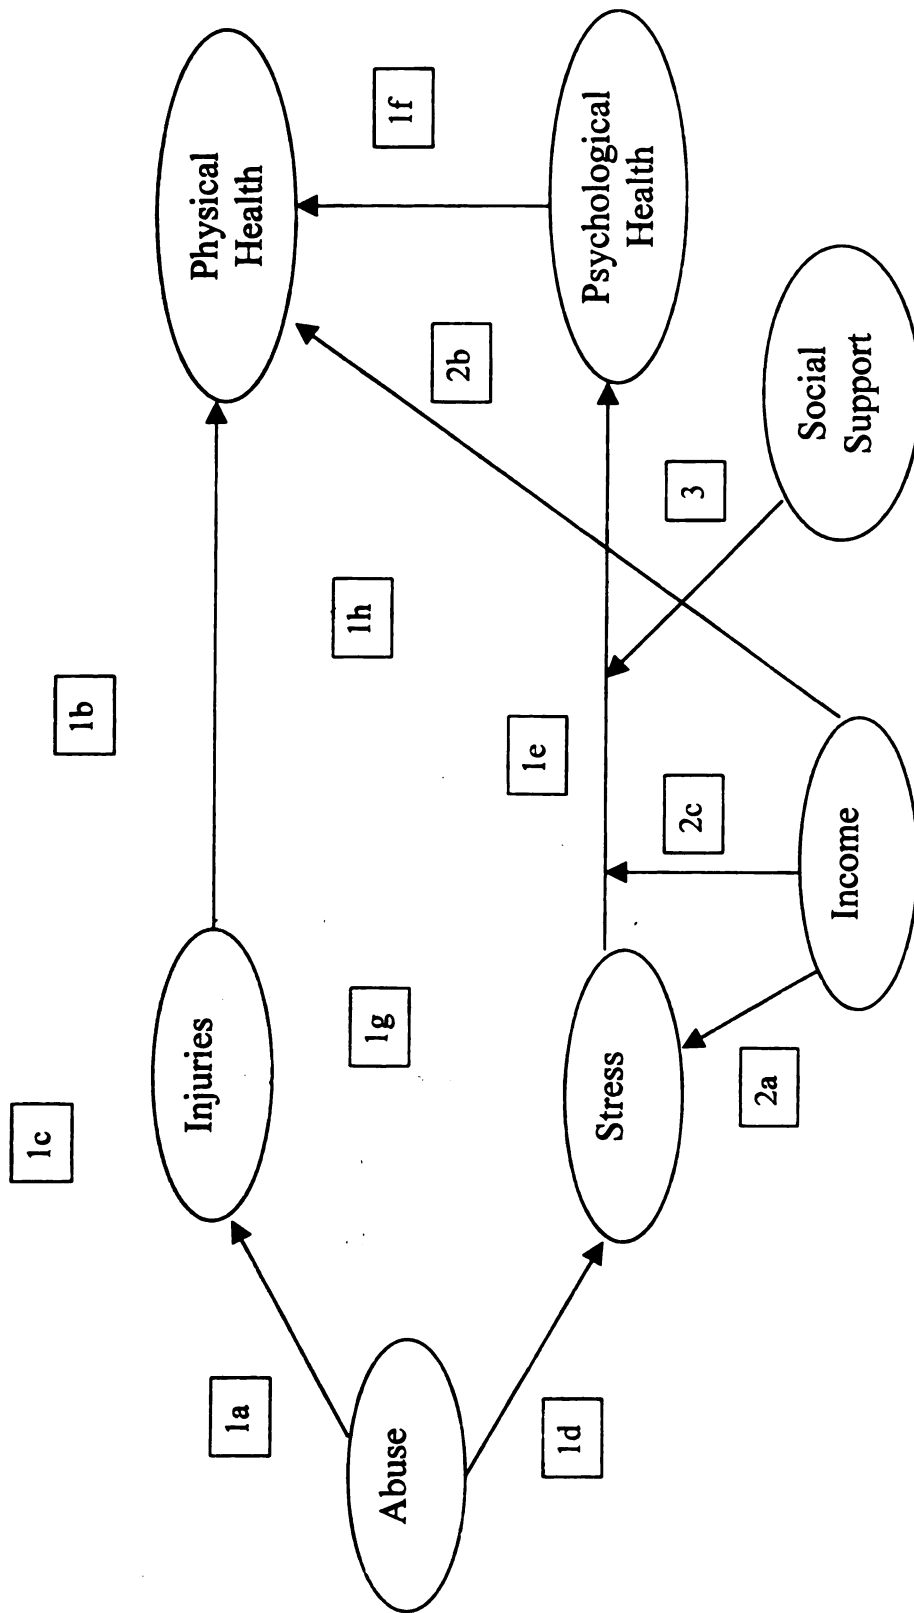 1c
1b
1a
Injuries
Physical
Health
1g
1h
1f
Abuse
2b
1e
1d
Stress
Psychological
Health
2a
2c
3
Income
Social
Support